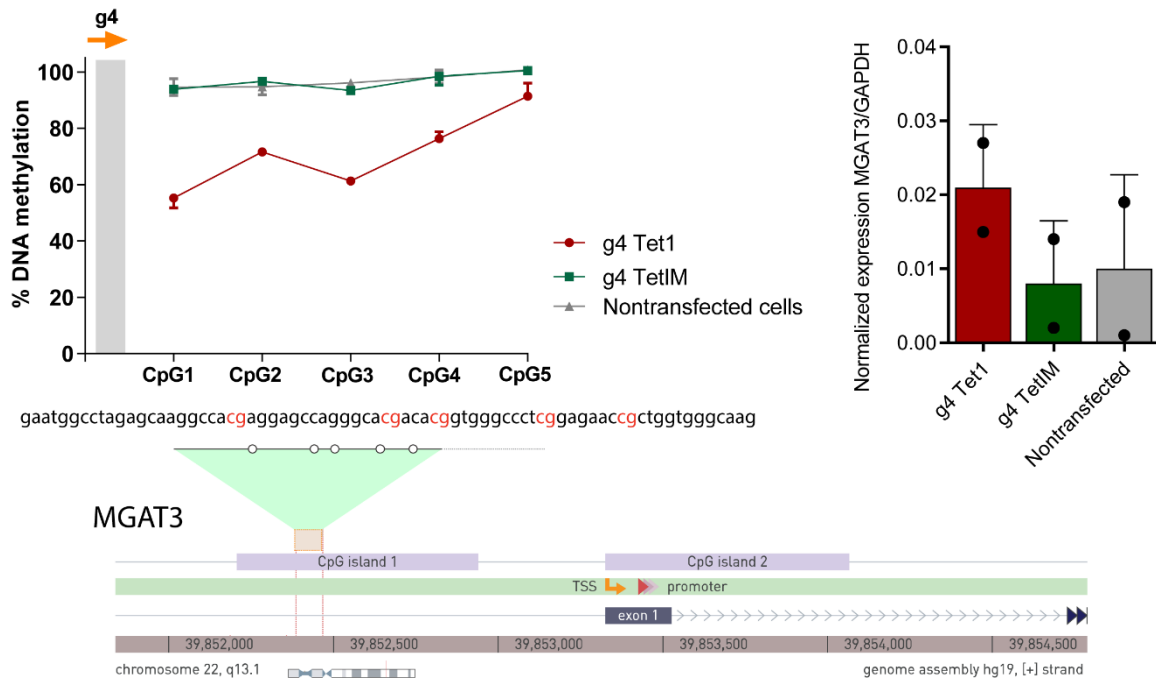 g4
% DNA methylation
100
80
60
40
20
0
CpG1 CpG2 CpG3 CpG4 CpG5
g4 Tet1
g4 TetIM
Nontransfected cells
Normalized expression MGAT3/GAPDH
0.04
0.03
0.02
0.01
0.00
g4 Tet1
g4 TetIM
Nontransfected
gaatggcctagagcaaggccacgaggagccagggcacgacacggtgggccctcggagaaccgctggtgggcaag
MGAT3
CpG island 1 CpG island 2
TSS promoter
exon 1
39,852,000 39,852,500 39,853,500 39,854,000 39,854,500
chromosome 22, q13.1 genome assembly hg19, [+] strand